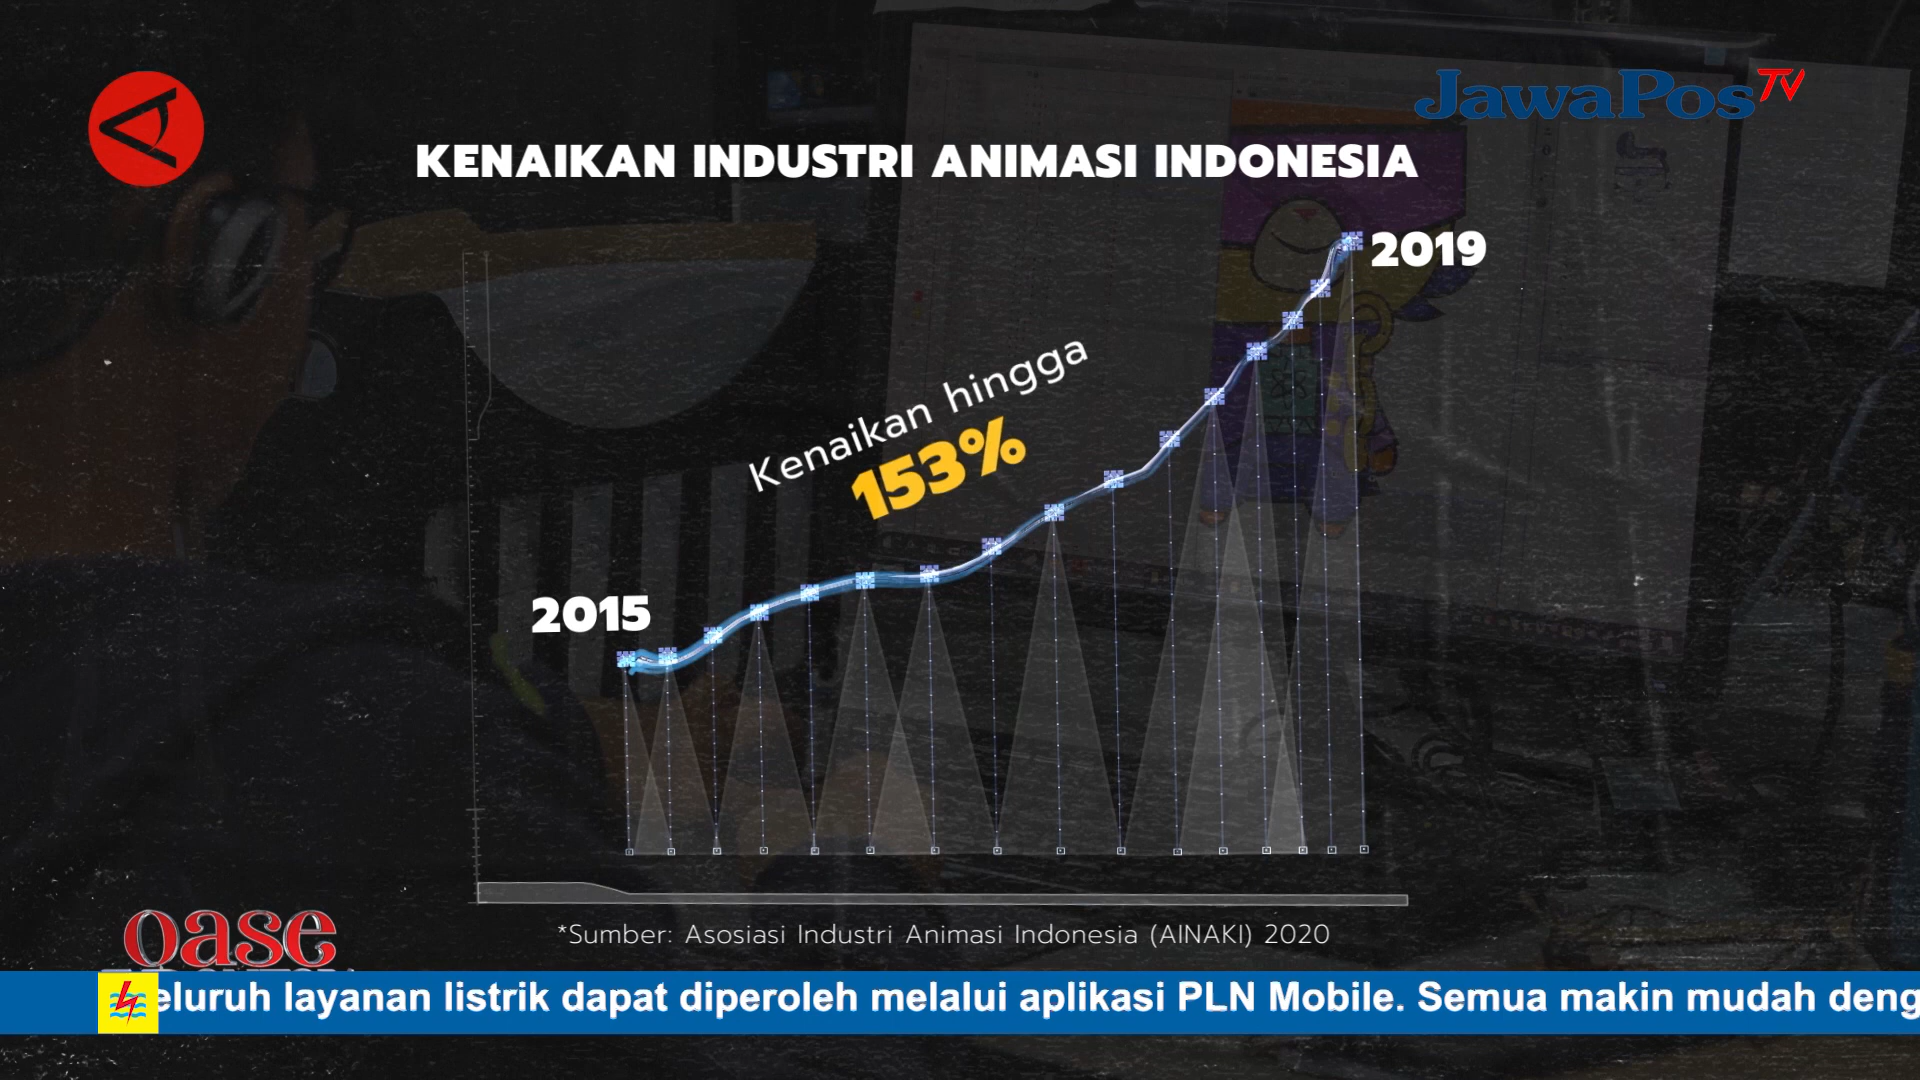 JawaPos TV
KENAIKAN INDUSTRI ANIMASI INDONESIA
2019
Kenaikan hingga
153%
2015
*Sumber: Asosiasi Industri Animasi Indonesia (AINAKI) 2020
oase
eluruh layanan listrik dapat diperoleh melalui aplikasi PLN Mobile. Semua makin mudah deng